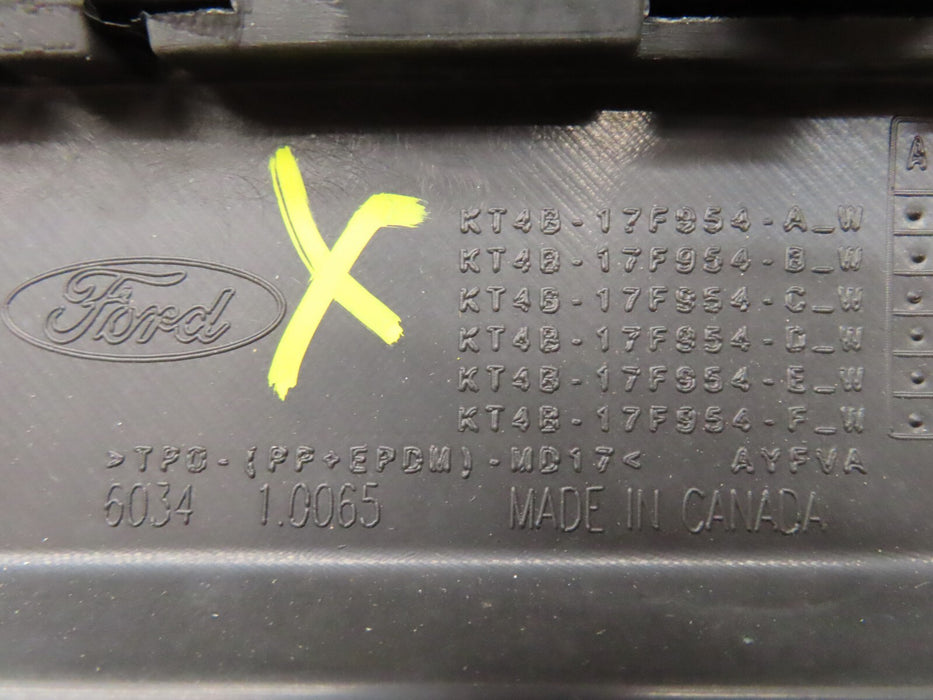 A
Ford
X
KT4B-17F954-A_W
KT4B-17F954-B_W
KT4B-17F954-C_W
KT4B-17F954-D_W
KT4B-17F954-E_W
KT4B-17F954-F_W
>TPO-(PP+EPDM)-MD17< AYFVA
6034 1.0065 MADE IN CANADA